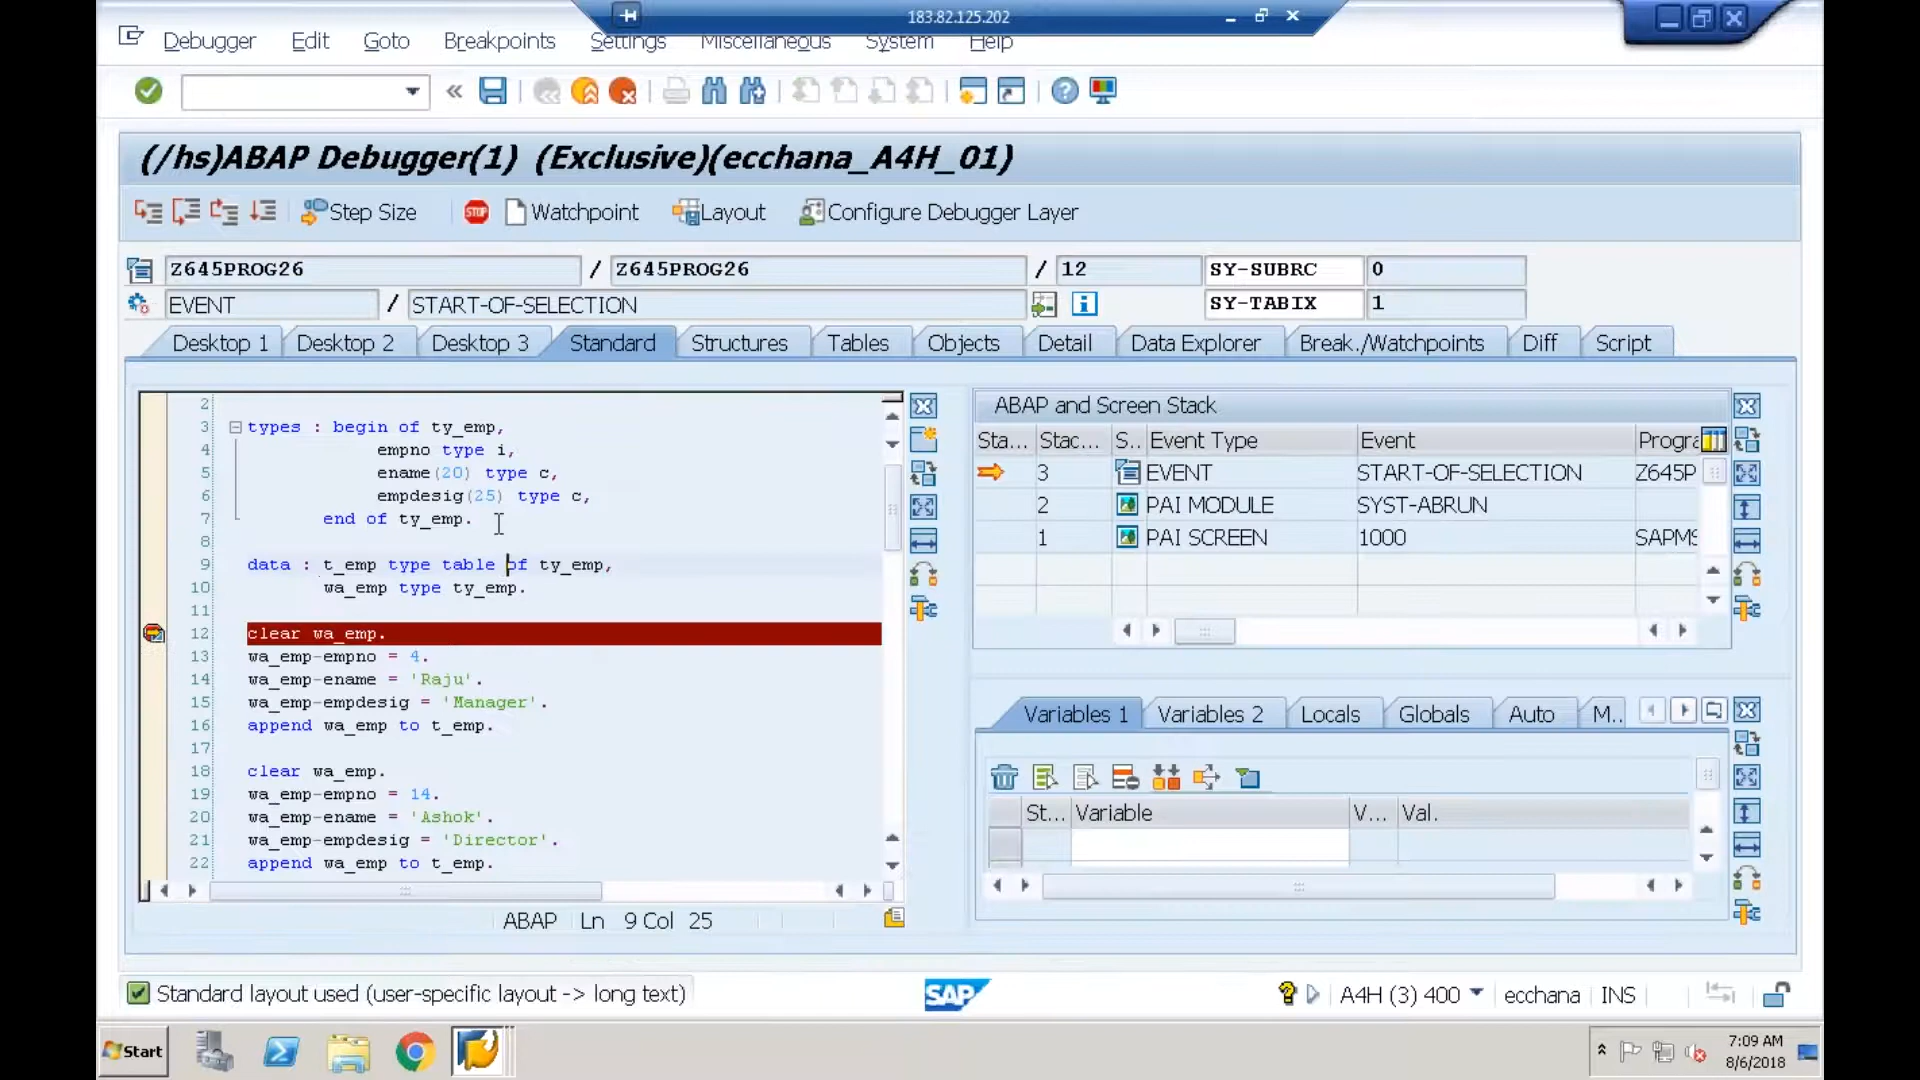 183.82.125.202
Debugger Edit Goto Breakpoints Settings Miscellaneous System Help
(/hs)ABAP Debugger(1) (Exclusive)(ecchana_A4H_01)
Step Size STOP Watchpoint Layout Configure Debugger Layer
Z645PROG26 / Z645PROG26 / 12 SY-SUBRC 0
EVENT / START-OF-SELECTION SY-TABIX 1
Desktop 1 Desktop 2 Desktop 3 Standard Structures Tables Objects Detail Data Explorer Break./Watchpoints Diff Script
2
3 types : begin of ty_emp,
4 empno type i,
5 ename(20) type c,
6 empdesig(25) type c,
7 end of ty_emp.
8
9 data : t_emp type table of ty_emp,
10 wa_emp type ty_emp.
11
12 clear wa_emp.
13 wa_emp-empno = 4.
14 wa_emp-ename = 'Raju'.
15 wa_emp-empdesig = 'Manager'.
16 append wa_emp to t_emp.
17
18 clear wa_emp.
19 wa_emp-empno = 14.
20 wa_emp-ename = 'Ashok'.
21 wa_emp-empdesig = 'Director'.
22 append wa_emp to t_emp.
ABAP Ln 9 Col 25
ABAP and Screen Stack
Sta... Stac... S.. Event Type Event Progra
3 EVENT START-OF-SELECTION Z645P
2 PAI MODULE SYST-ABRUN
1 PAI SCREEN 1000 SAPMS
Variables 1 Variables 2 Locals Globals Auto M..
St... Variable V... Val.
Standard layout used (user-specific layout -> long text)
SAP
A4H (3) 400 ecchana INS
Start
7:09 AM
8/6/2018